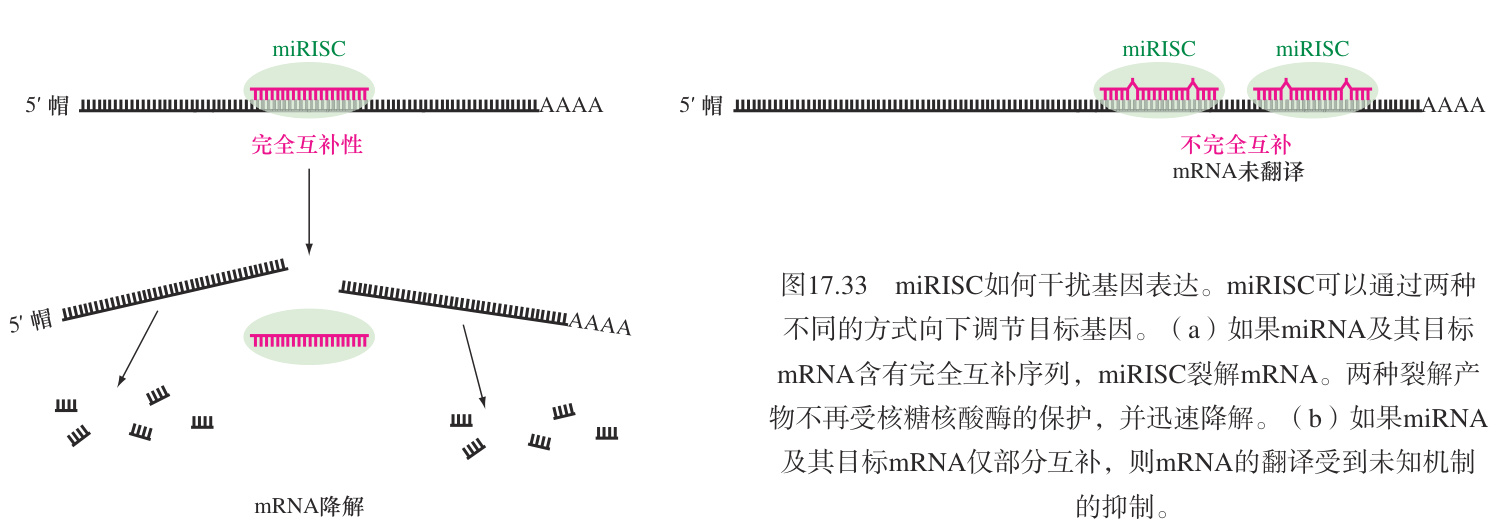 miRISC
5′ 帽
AAAA
完全互补性
5′ 帽
AAAA
mRNA降解
miRISC
miRISC
5′ 帽
AAAA
不完全互补
mRNA未翻译
图17.33 miRISC如何干扰基因表达。miRISC可以通过两种
不同的方式向下调节目标基因。（a）如果miRNA及其目标
mRNA含有完全互补序列，miRISC裂解mRNA。两种裂解产
物不再受核糖核酸酶的保护，并迅速降解。（b）如果miRNA
及其目标mRNA仅部分互补，则mRNA的翻译受到未知机制
的抑制。